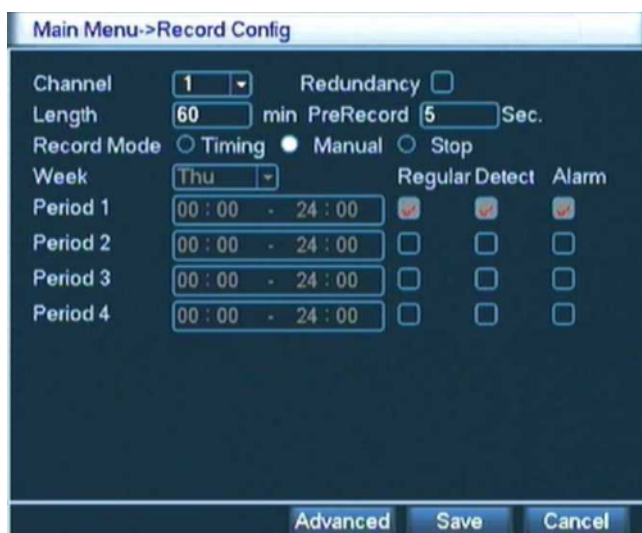 Main Menu->Record Config
Channel 1 Redundancy
Length 60 min PreRecord 5 Sec.
Record Mode Timing Manual Stop
Week Thu Regular Detect Alarm
Period 1 00 : 00 - 24 : 00
Period 2 00 : 00 - 24 : 00
Period 3 00 : 00 - 24 : 00
Period 4 00 : 00 - 24 : 00
Advanced Save Cancel